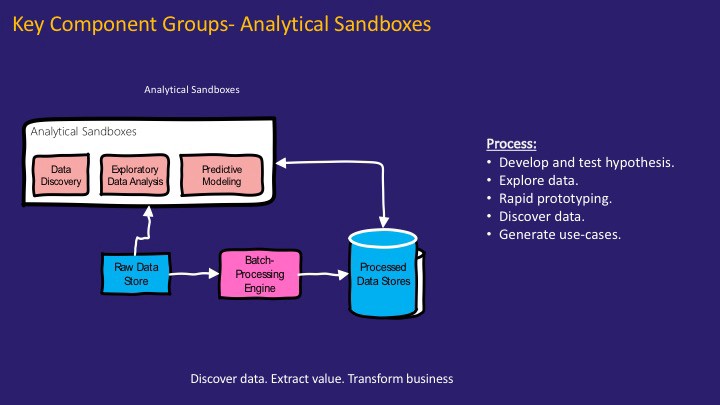 Key Component Groups- Analytical Sandboxes
Analytical Sandboxes
Analytical Sandboxes
Data
Discovery
Exploratory
Data Analysis
Predictive
Modeling
Raw Data
Store
Batch-
Processing
Engine
Processed
Data Stores
Process:
• Develop and test hypothesis.
• Explore data.
• Rapid prototyping.
• Discover data.
• Generate use-cases.
Discover data. Extract value. Transform business